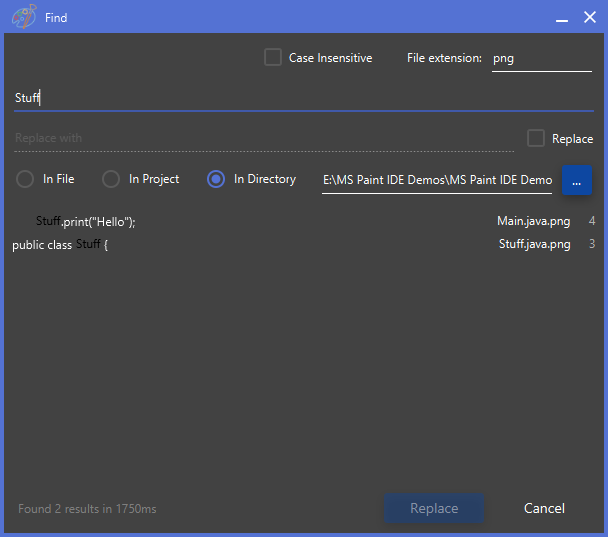 Find
Case Insensitive File extension: png
Stuff
Replace with Replace
In File In Project In Directory E:\MS Paint IDE Demos\MS Paint IDE Demo ...
Stuff.print("Hello"); Main.java.png 4
public class Stuff { Stuff.java.png 3
Found 2 results in 1750ms Replace Cancel